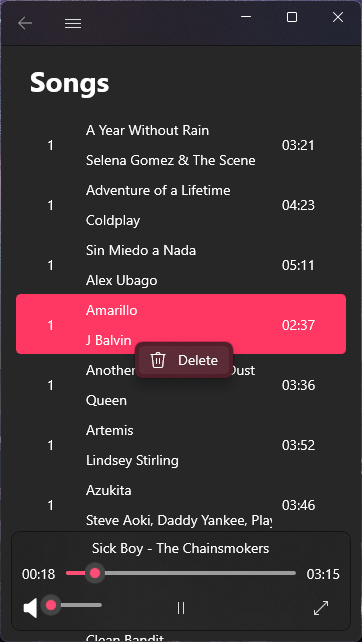 Songs
1
A Year Without Rain
Selena Gomez & The Scene
03:21
1
Adventure of a Lifetime
Coldplay
04:23
1
Sin Miedo a Nada
Alex Ubago
05:11
1
Amarillo
J Balvin
02:37
Delete
1
Another Dust
Queen
03:36
1
Artemis
Lindsey Stirling
03:52
1
Azukita
Steve Aoki, Daddy Yankee, Play
03:46
Sick Boy - The Chainsmokers
00:18
03:15
Clean Bandit